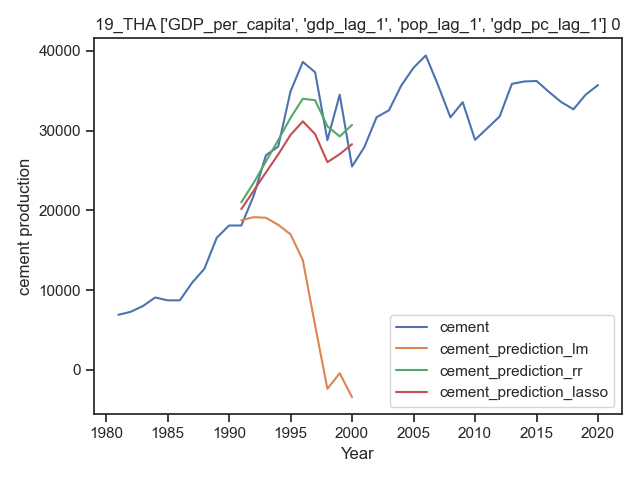 19_THA ['GDP_per_capita', 'gdp_lag_1', 'pop_lag_1', 'gdp_pc_lag_1'] 0
40000
30000
20000
10000
0
cement production
cement
cement_prediction_lm
cement_prediction_rr
cement_prediction_lasso
1980 1985 1990 1995 2000 2005 2010 2015 2020
Year